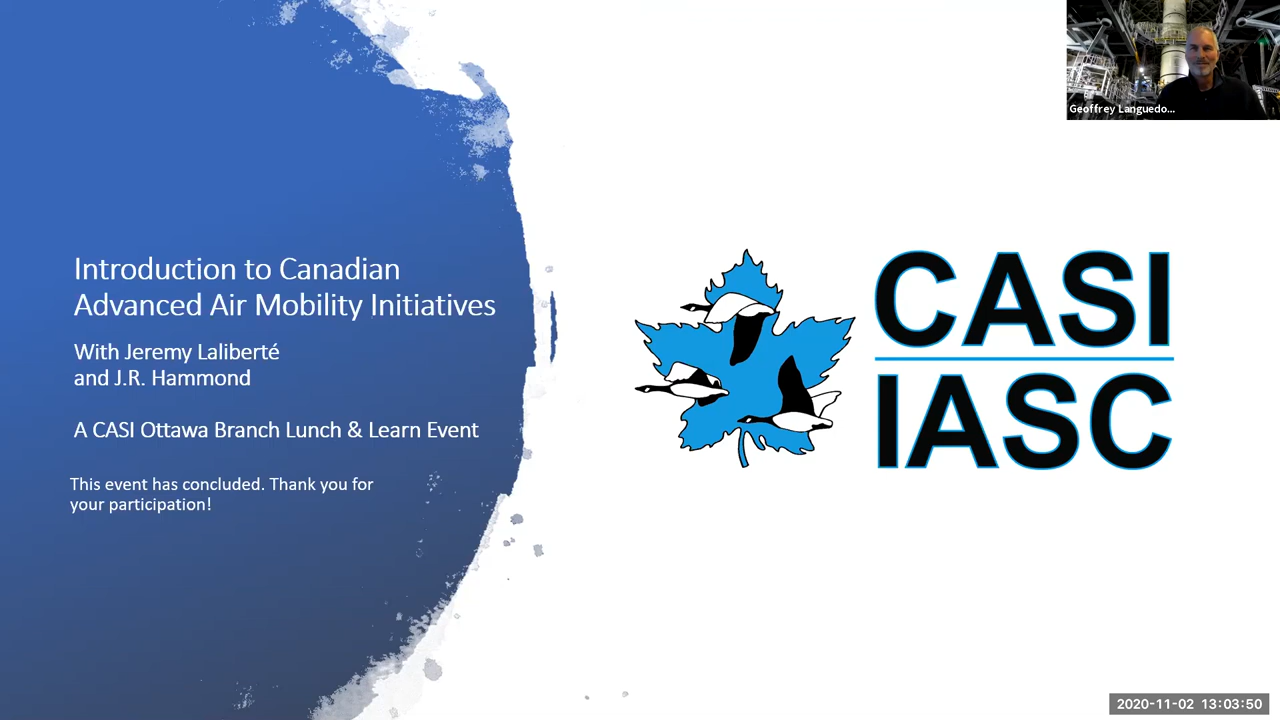 Geoffrey Languedo...
Introduction to Canadian
Advanced Air Mobility Initiatives
With Jeremy Laliberté
and J.R. Hammond
A CASI Ottawa Branch Lunch & Learn Event
This event has concluded. Thank you for
your participation!
CASI
IASC
2020-11-02 13:03:50